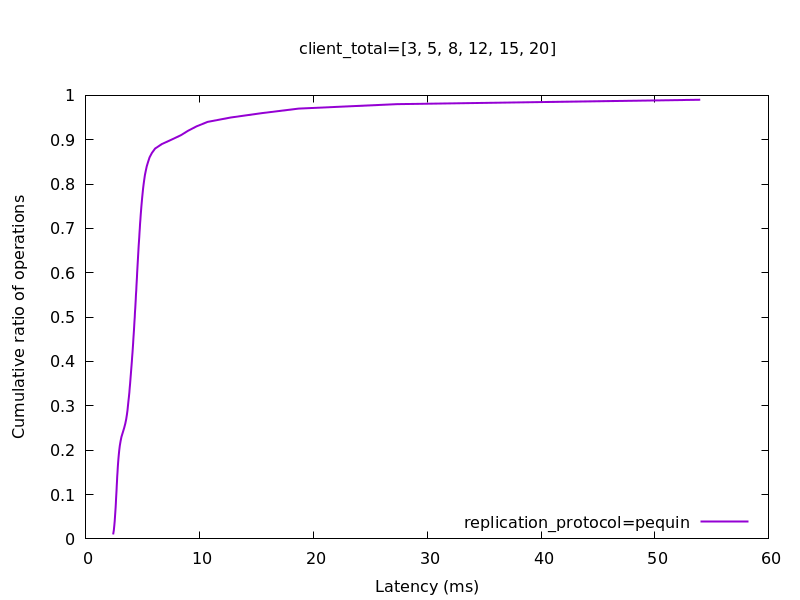 client_total=[3, 5, 8, 12, 15, 20]
1
0.9
0.8
0.7
0.6
0.5
0.4
0.3
0.2
0.1
0
Cumulative ratio of operations
replication_protocol=pequin
0 10 20 30 40 50 60
Latency (ms)